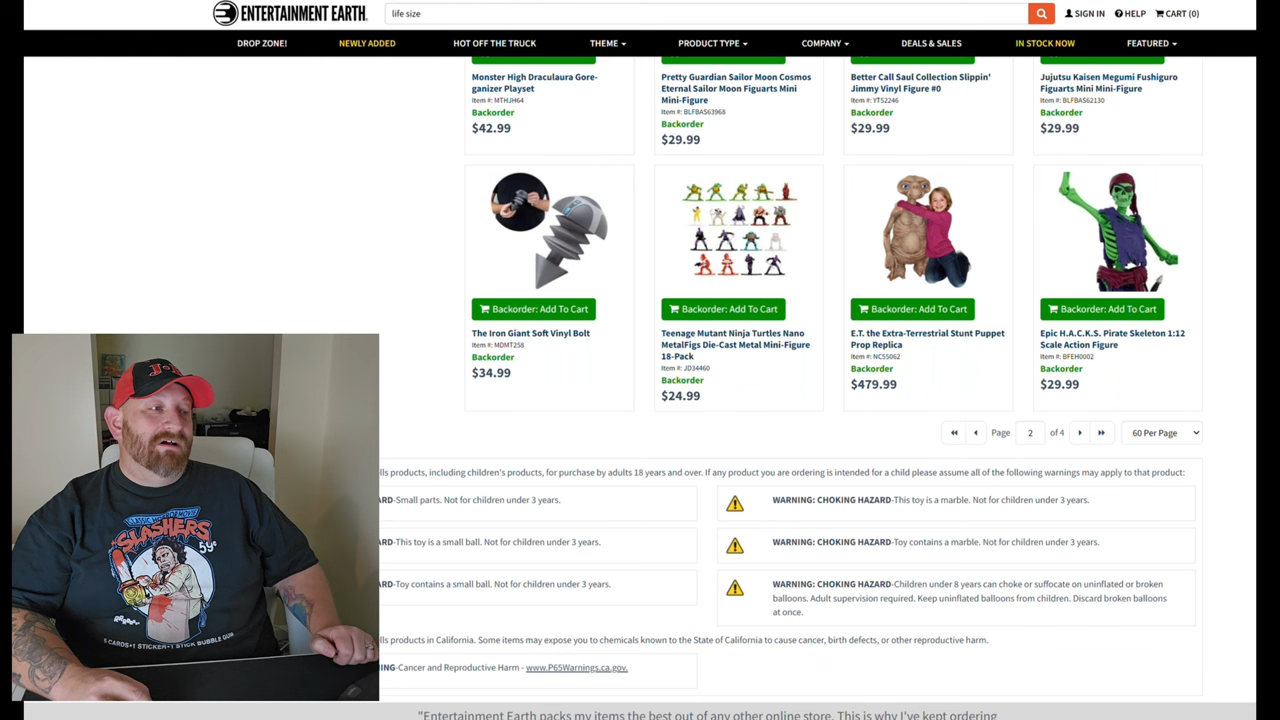 ENTERTAINMENT EARTH
life size
SIGN IN
HELP
CART (0)
DROP ZONE!
NEWLY ADDED
HOT OFF THE TRUCK
THEME
PRODUCT TYPE
COMPANY
DEALS & SALES
IN STOCK NOW
FEATURED
Monster High Draculaura Gore-
ganizer Playset
Item #: MTHJH64
Backorder
$42.99
Pretty Guardian Sailor Moon Cosmos
Eternal Sailor Moon Figuarts Mini
Mini-Figure
Item #: BLFBAS63968
Backorder
$29.99
Better Call Saul Collection Slippin'
Jimmy Vinyl Figure #0
Item #: YT52246
Backorder
$29.99
Jujutsu Kaisen Megumi Fushiguro
Figuarts Mini Mini-Figure
Item #: BLFBAS62130
Backorder
$29.99
Backorder: Add To Cart
The Iron Giant Soft Vinyl Bolt
Item #: MDMT258
Backorder
$34.99
Backorder: Add To Cart
Teenage Mutant Ninja Turtles Nano
MetalFigs Die-Cast Metal Mini-Figure
18-Pack
Item #: JD34460
Backorder
$24.99
Backorder: Add To Cart
E.T. the Extra-Terrestrial Stunt Puppet
Prop Replica
Item #: NC55062
Backorder
$479.99
Backorder: Add To Cart
Epic H.A.C.K.S. Pirate Skeleton 1:12
Scale Action Figure
Item #: BFEH0002
Backorder
$29.99
Page 2 of 4
60 Per Page
lls products, including children's products, for purchase by adults 18 years and over. If any product you are ordering is intended for a child please assume all of the following warnings may apply to that product:
ARD-Small parts. Not for children under 3 years.
WARNING: CHOKING HAZARD-This toy is a marble. Not for children under 3 years.
ARD-This toy is a small ball. Not for children under 3 years.
WARNING: CHOKING HAZARD-Toy contains a marble. Not for children under 3 years.
ARD-Toy contains a small ball. Not for children under 3 years.
WARNING: CHOKING HAZARD-Children under 8 years can choke or suffocate on uninflated or broken
balloons. Adult supervision required. Keep uninflated balloons from children. Discard broken balloons
at once.
lls products in California. Some items may expose you to chemicals known to the State of California to cause cancer, birth defects, or other reproductive harm.
ING-Cancer and Reproductive Harm - www.P65Warnings.ca.gov.
"Entertainment Earth packs my items the best out of any other online store. This is why I've kept ordering
CLASSIC HORROR MOVIE
SLASHERS
5¢
5 CARDS•1 STICKER•1 STICK BUBBLE GUM